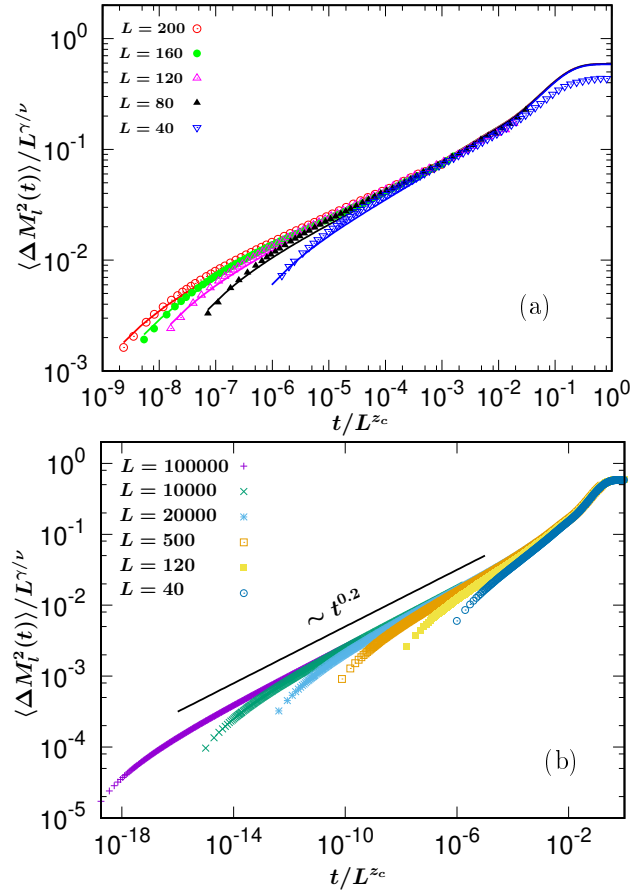 10^0
10^-1
10^-2
10^-3
⟨ΔM_l^2(t)⟩/L^{γ/ν}
L = 200
L = 160
L = 120
L = 80
L = 40
(a)
10^-9 10^-8 10^-7 10^-6 10^-5 10^-4 10^-3 10^-2 10^-1 10^0
t/L^{z_c}
10^0
10^-1
10^-2
10^-3
10^-4
10^-5
⟨ΔM_l^2(t)⟩/L^{γ/ν}
L = 100000
L = 10000
L = 20000
L = 500
L = 120
L = 40
∼ t^0.2
(b)
10^-18 10^-14 10^-10 10^-6 10^-2
t/L^{z_c}